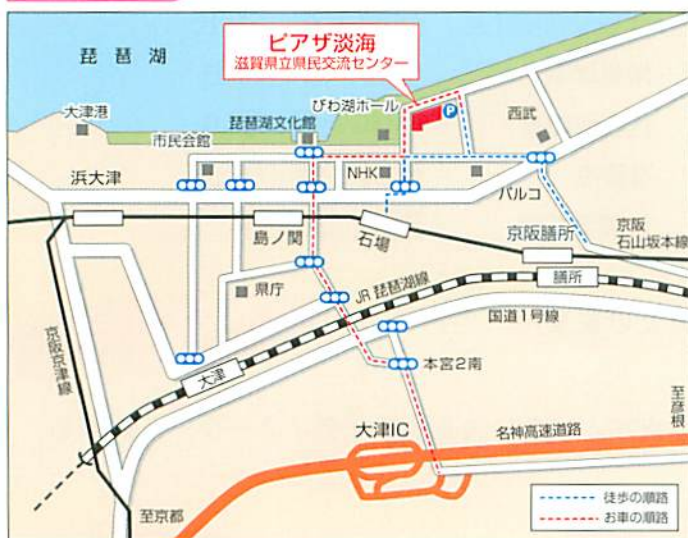 ピアザ淡海
滋賀県立県民交流センター
琵琶湖
大津港
びわ湖ホール
P
西武
市民会館
琵琶湖文化館
浜大津
NHK
パルコ
島ノ関
石場
京阪膳所
京阪
石山坂本線
膳所
県庁
JR 琵琶湖線
国道1号線
京阪京津線
大津
本宮2南
大津IC
名神高速道路
至彦根
至京都
徒歩の順路
お車の順路